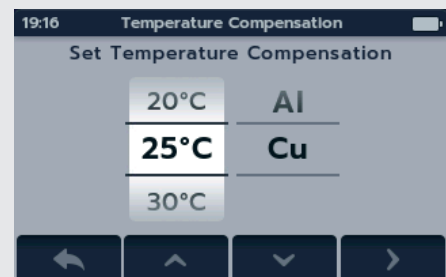 19:16 Temperature Compensation
Set Temperature Compensation
20°C Al
25°C Cu
30°C